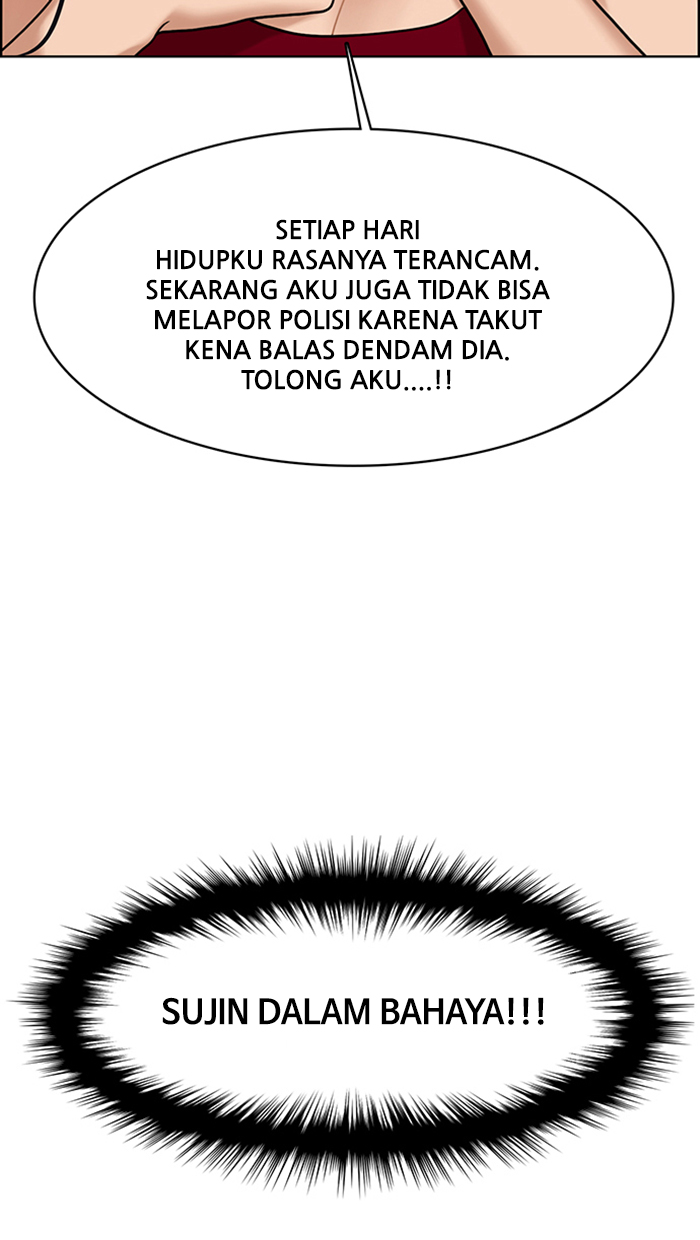 SETIAP HARI
HIDUPKU RASANYA TERANCAM.
SEKARANG AKU JUGA TIDAK BISA
MELAPOR POLISI KARENA TAKUT
KENA BALAS DENDAM DIA.
TOLONG AKU....!!
SUJIN DALAM BAHAYA!!!